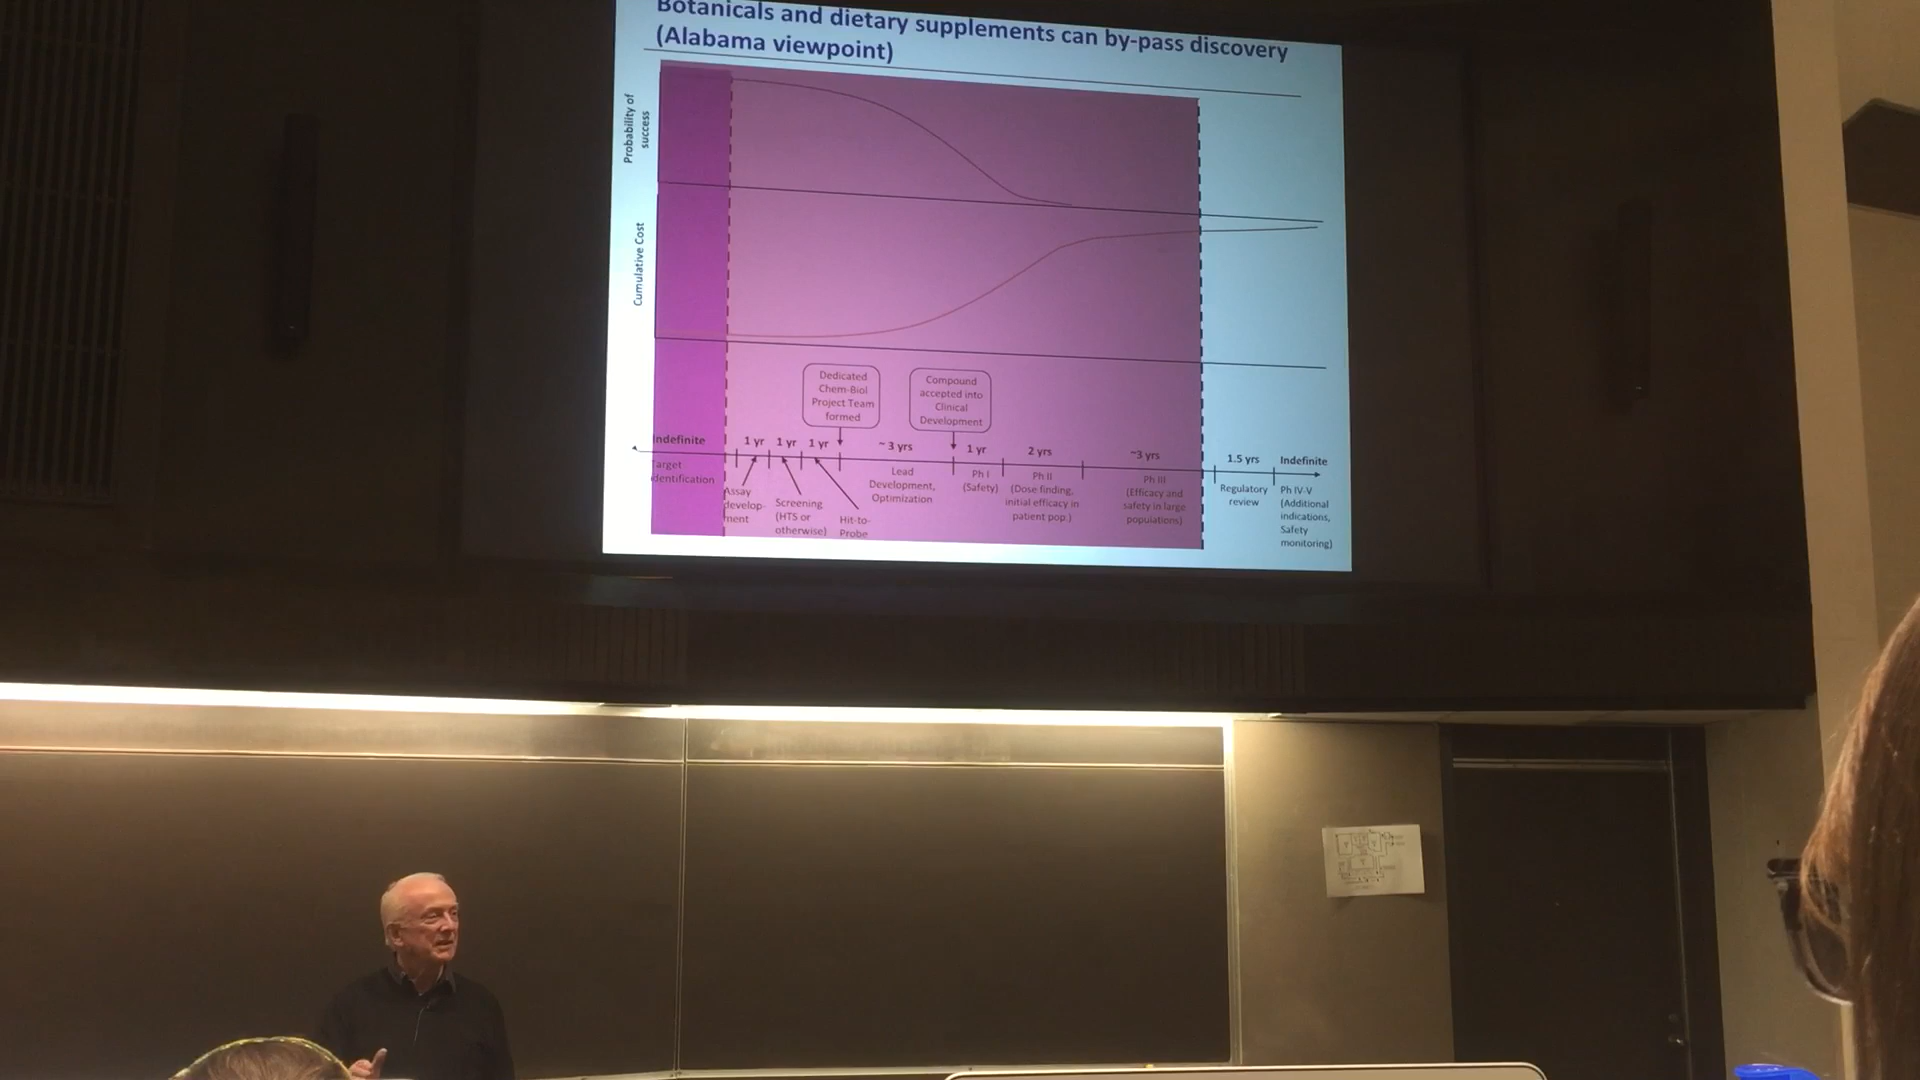 Botanicals and dietary supplements can by-pass discovery
(Alabama viewpoint)
Probability of
success
Cumulative Cost
Dedicated
Chem-Biol
Project Team
formed
Compound
accepted into
Clinical
Development
Indefinite
1 yr
1 yr
1 yr
~ 3 yrs
1 yr
2 yrs
~3 yrs
1.5 yrs
Indefinite
Target
identification
Assay
develop-
ment
Screening
(HTS or
otherwise)
Hit-to-
Probe
Lead
Development,
Optimization
Ph I
(Safety)
Ph II
(Dose finding,
initial efficacy in
patient pop.)
Ph III
(Efficacy and
safety in large
populations)
Regulatory
review
Ph IV-V
(Additional
indications,
Safety
monitoring)